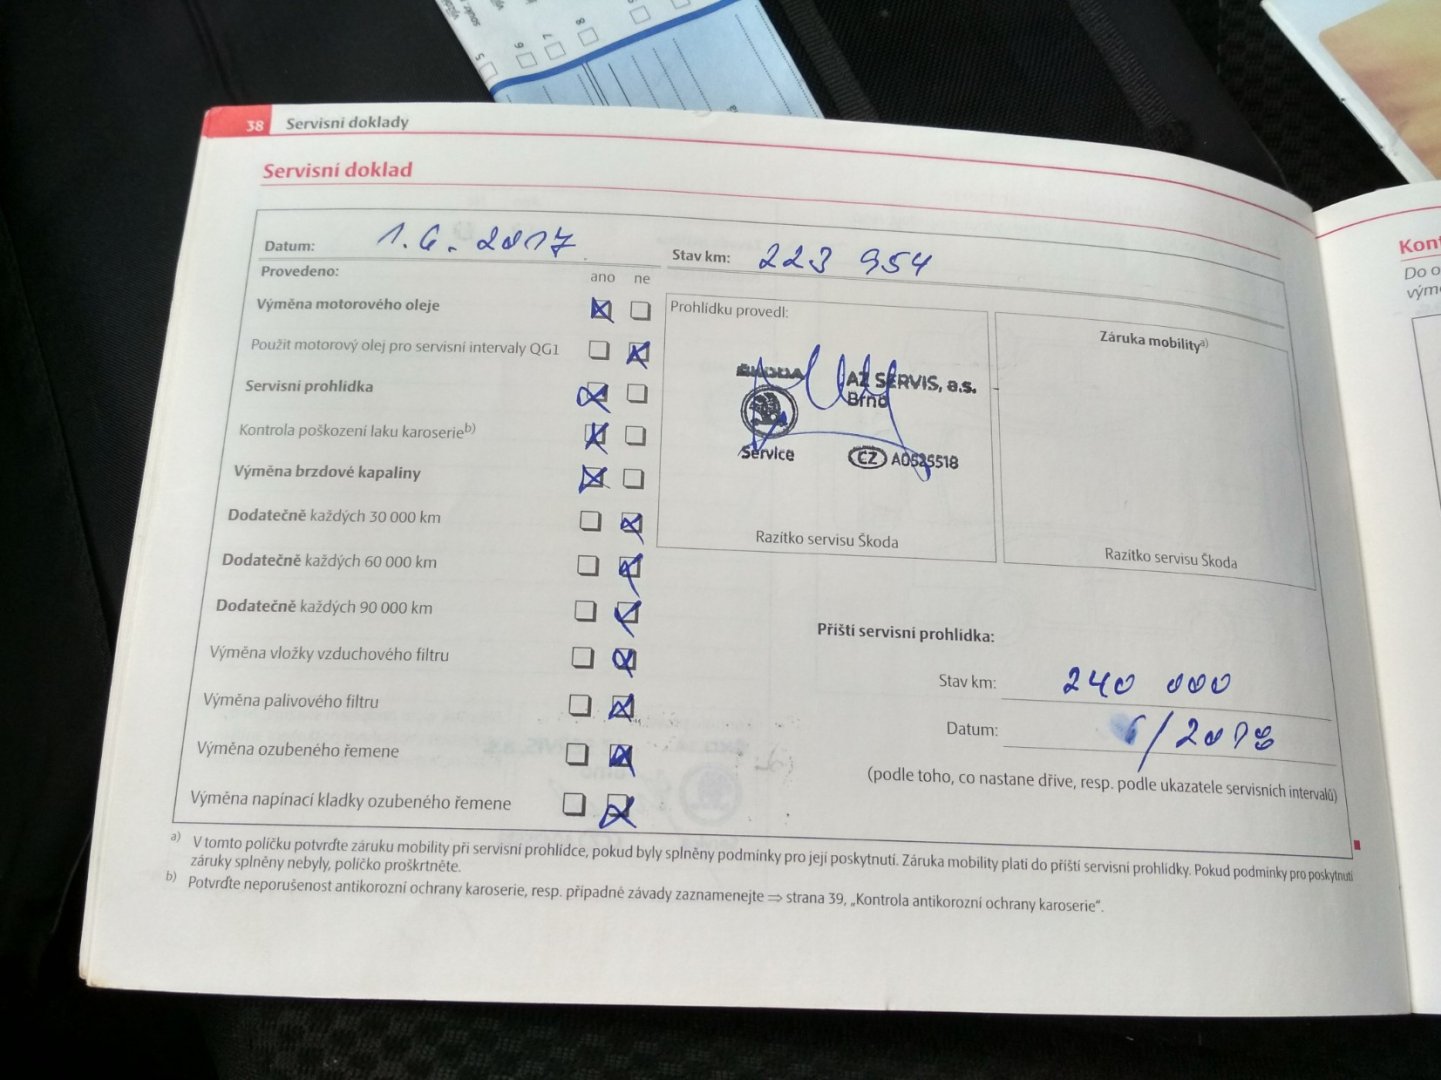 38 Servisní doklady
Servisní doklad
Datum: 1.6.2017
Stav km: 223 954
Provedeno: ano ne
Výměna motorového oleje
Použit motorový olej pro servisní intervaly QG1
Servisní prohlídka
Kontrola poškození laku karoserie b)
Výměna brzdové kapaliny
Dodatečně každých 30 000 km
Dodatečně každých 60 000 km
Dodatečně každých 90 000 km
Výměna vložky vzduchového filtru
Výměna palivového filtru
Výměna ozubeného řemene
Výměna napínací kladky ozubeného řemene
Prohlídku provedl:
ŠKODA AZ SERVIS, a.s.
Brno
Service CZ A0525518
Razítko servisu Škoda
Záruka mobility a)
Razítko servisu Škoda
Příští servisní prohlídka:
Stav km: 240 000
Datum: 6/2018
(podle toho, co nastane dříve, resp. podle ukazatele servisních intervalů)
a) V tomto políčku potvrďte záruku mobility při servisní prohlídce, pokud byly splněny podmínky pro její poskytnutí. Záruka mobility platí do příští servisní prohlídky. Pokud podmínky pro poskytnutí
záruky splněny nebyly, políčko proškrtněte.
b) Potvrďte neporušenost antikorozní ochrany karoserie, resp. případné závady zaznamenejte ⇒ strana 39, „Kontrola antikorozní ochrany karoserie“.
Kont
Do o
výmě
5
6
7
8